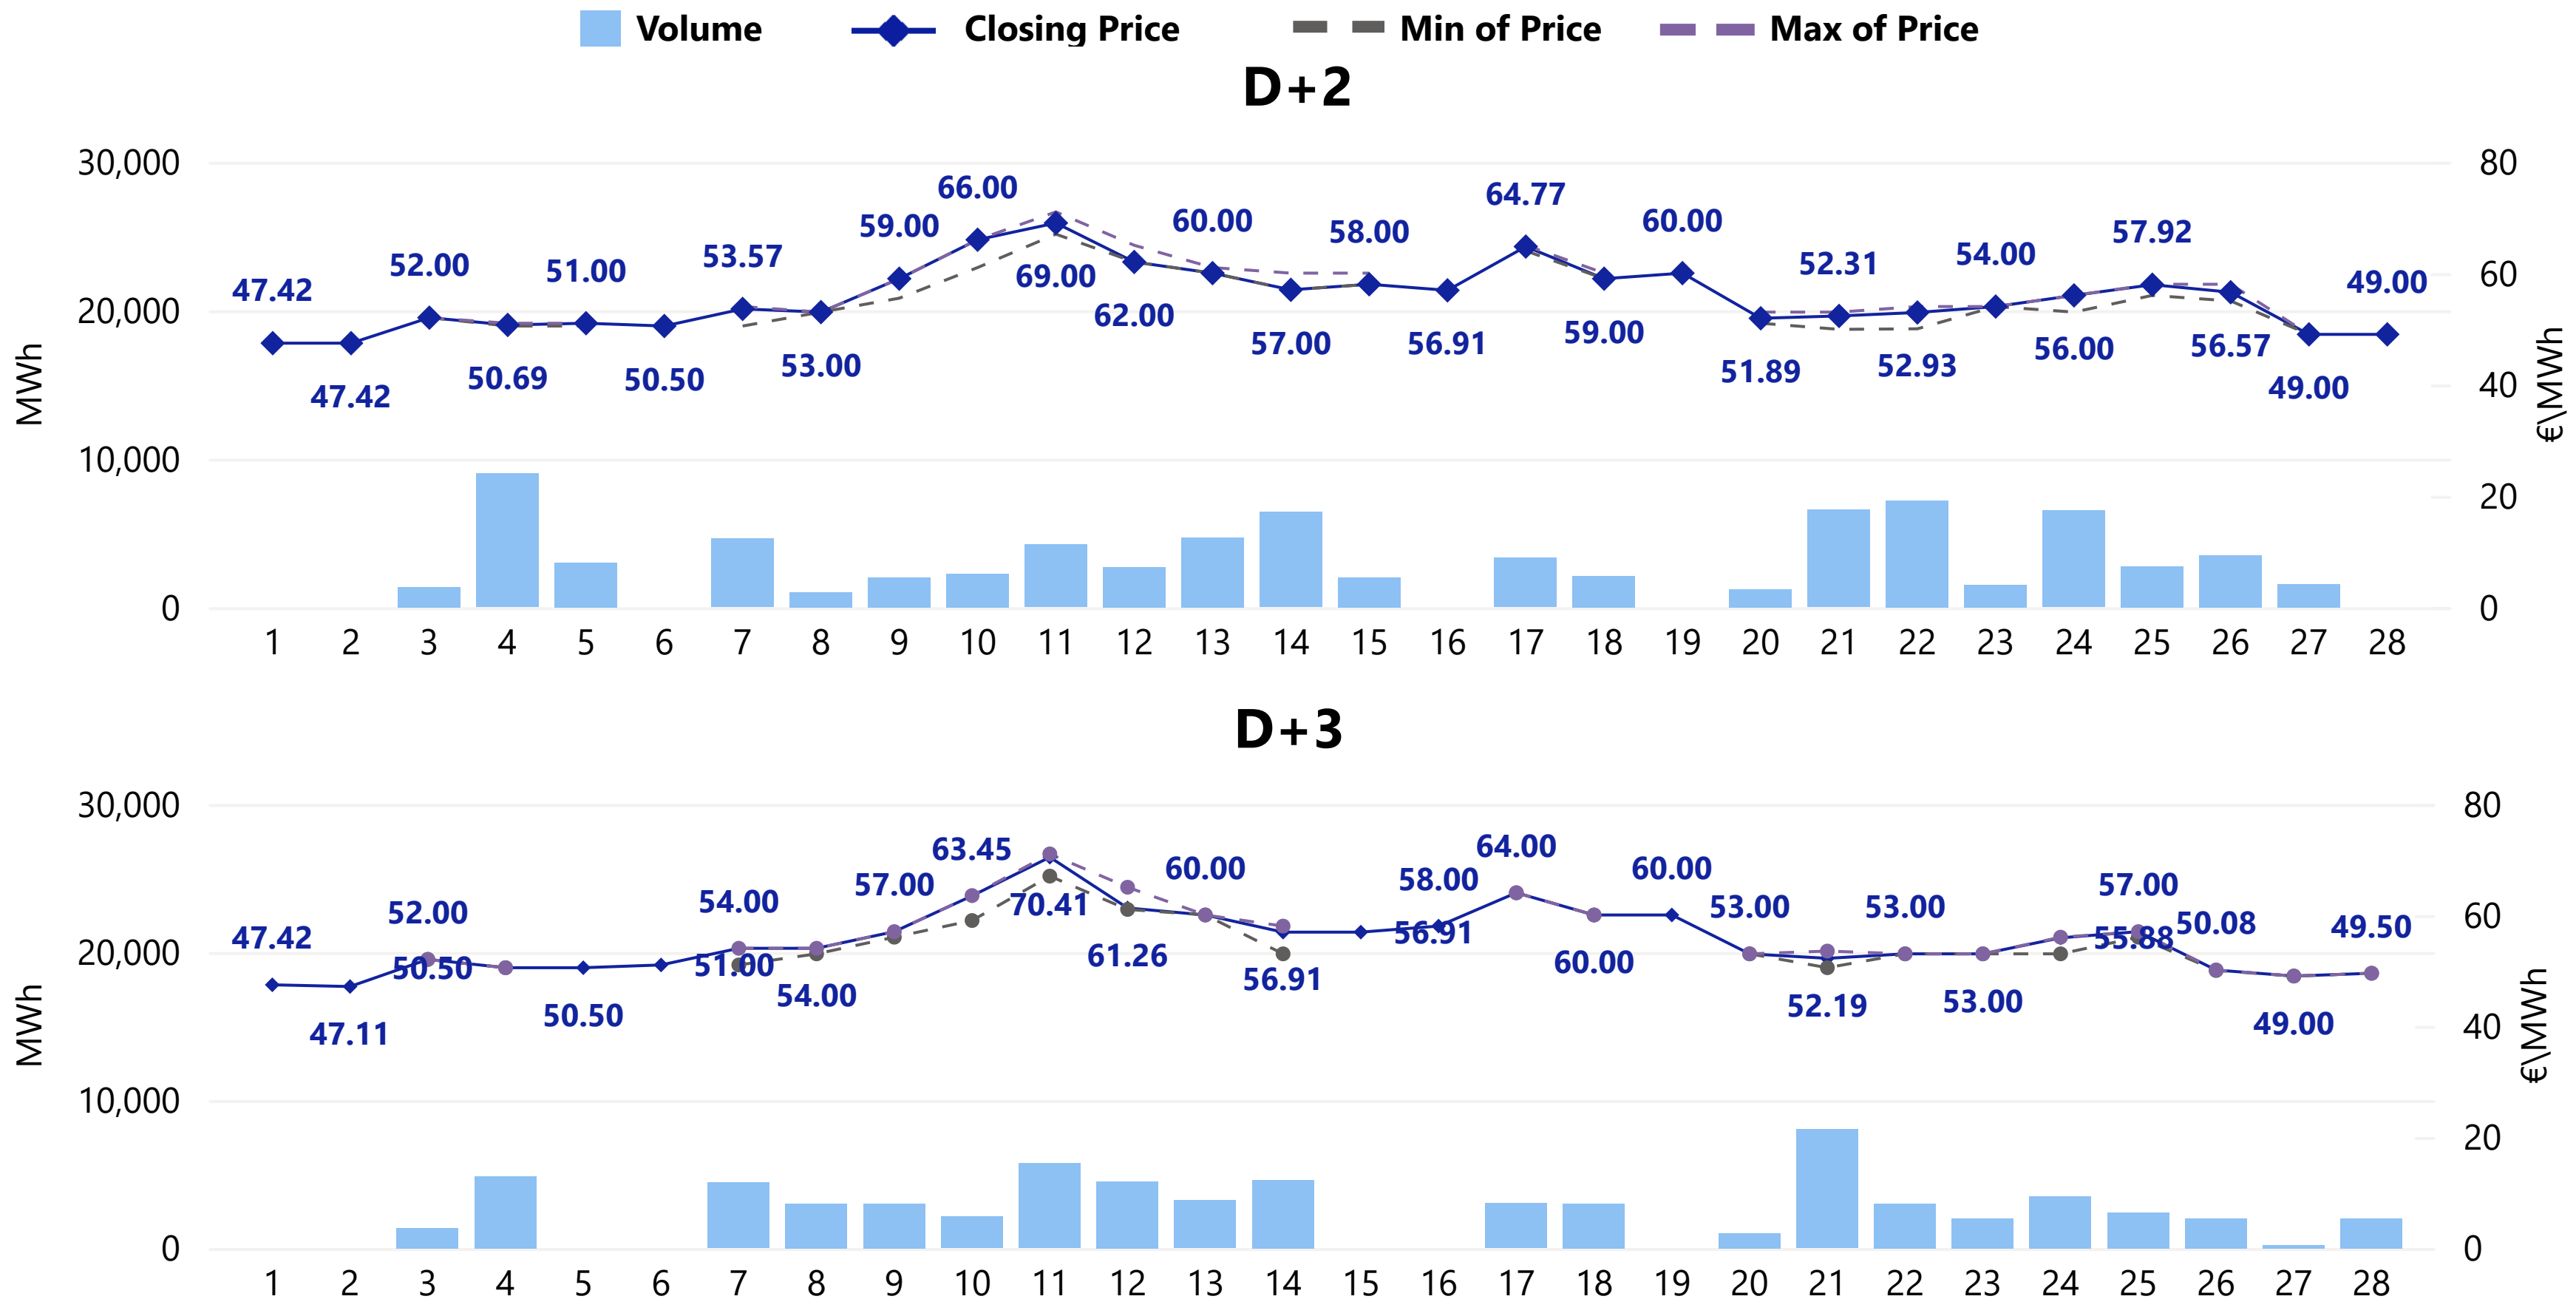 Volume Closing Price Min of Price Max of Price
D+2
30,000
20,000
10,000
0
MWh
80
60
40
20
0
€\MWh
47.42 47.42 52.00 50.69 51.00 50.50 53.57 53.00 59.00 66.00 69.00 62.00 60.00 57.00 58.00 56.91 64.77 59.00 60.00 51.89 52.31 52.93 54.00 56.00 57.92 56.57 49.00 49.00
1 2 3 4 5 6 7 8 9 10 11 12 13 14 15 16 17 18 19 20 21 22 23 24 25 26 27 28
D+3
30,000
20,000
10,000
0
MWh
80
60
40
20
0
€\MWh
47.42 47.11 52.00 50.50 50.50 51.00 54.00 54.00 57.00 63.45 70.41 61.26 60.00 56.91 56.91 58.00 64.00 60.00 60.00 53.00 52.19 53.00 53.00 55.88 57.00 50.08 49.00 49.50
1 2 3 4 5 6 7 8 9 10 11 12 13 14 15 16 17 18 19 20 21 22 23 24 25 26 27 28